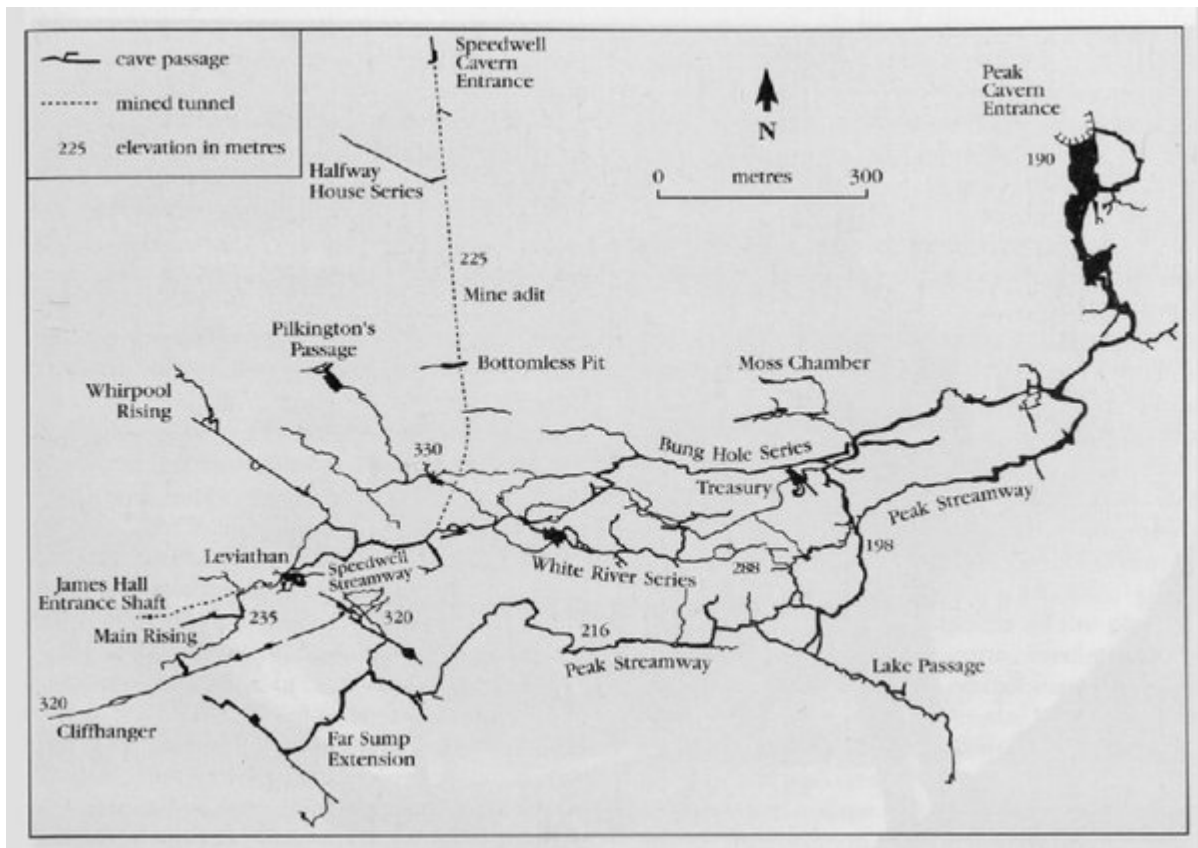 cave passage
mined tunnel
225 elevation in metres
Speedwell
Cavern
Entrance
N
0 metres 300
Peak
Cavern
Entrance
190
Halfway
House Series
225
Mine adit
Pilkington's
Passage
Bottomless Pit
Moss Chamber
Whirpool
Rising
330
Bung Hole Series
Treasury
Peak Streamway
198
Leviathan
Speedwell
Streamway
White River Series
288
James Hall
Entrance Shaft
Main Rising
235
320
216
Peak Streamway
Lake Passage
320
Cliffhanger
Far Sump
Extension